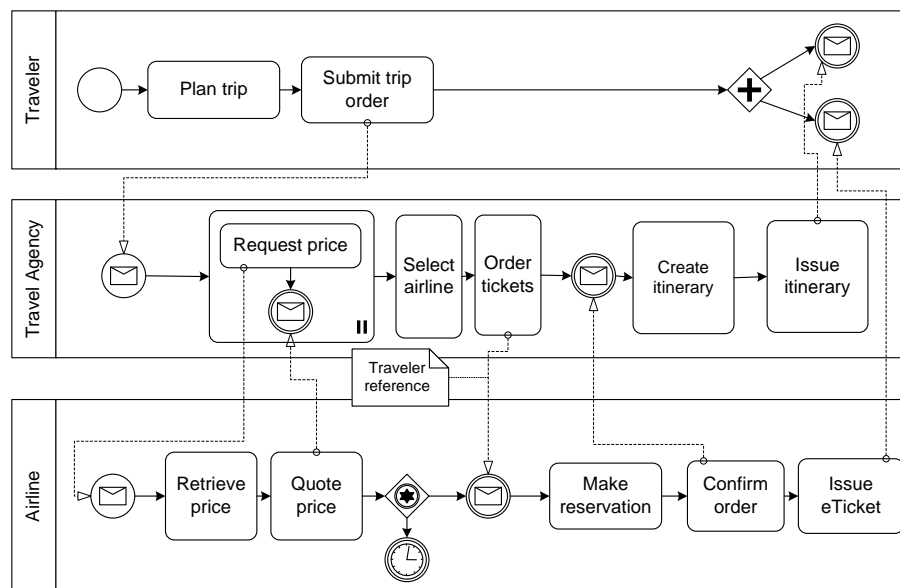 Traveler
Plan trip
Submit trip
order
Travel Agency
Request price
Select
airline
Order
tickets
Create
itinerary
Issue
itinerary
Traveler
reference
Airline
Retrieve
price
Quote
price
Make
reservation
Confirm
order
Issue
eTicket